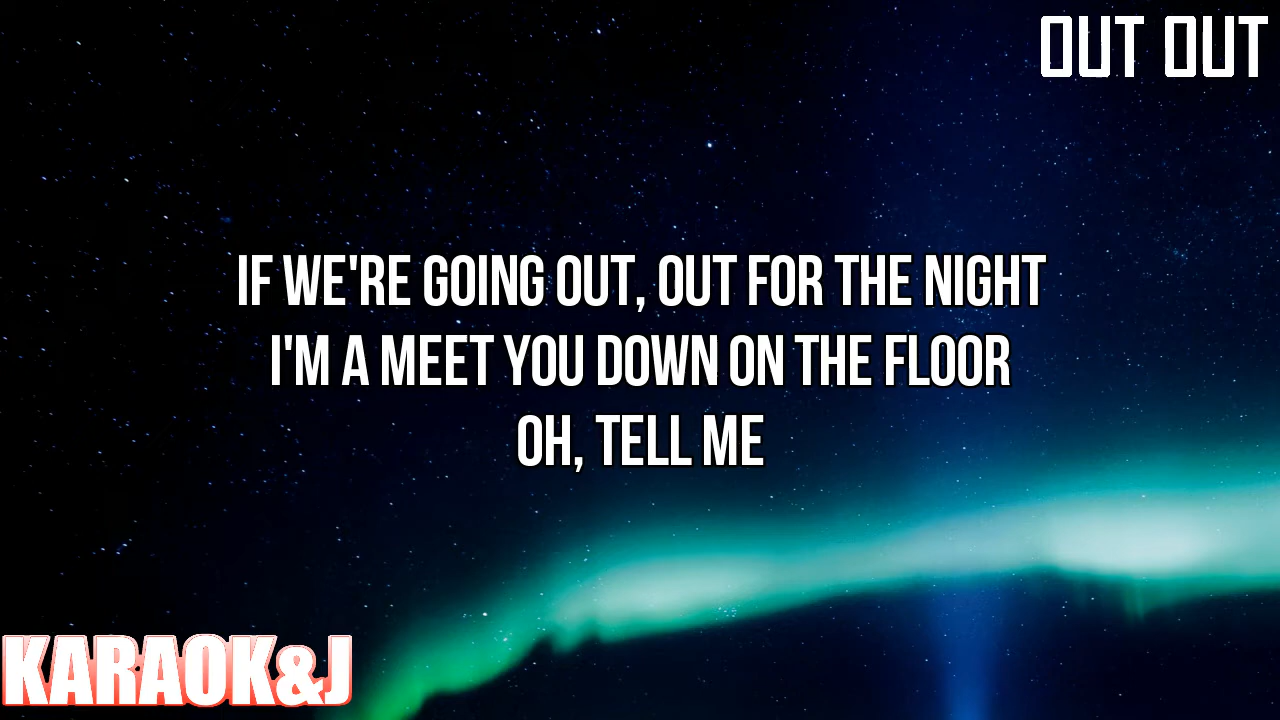 OUT OUT
IF WE'RE GOING OUT, OUT FOR THE NIGHT
I'M A MEET YOU DOWN ON THE FLOOR
OH, TELL ME
KARAOK&J